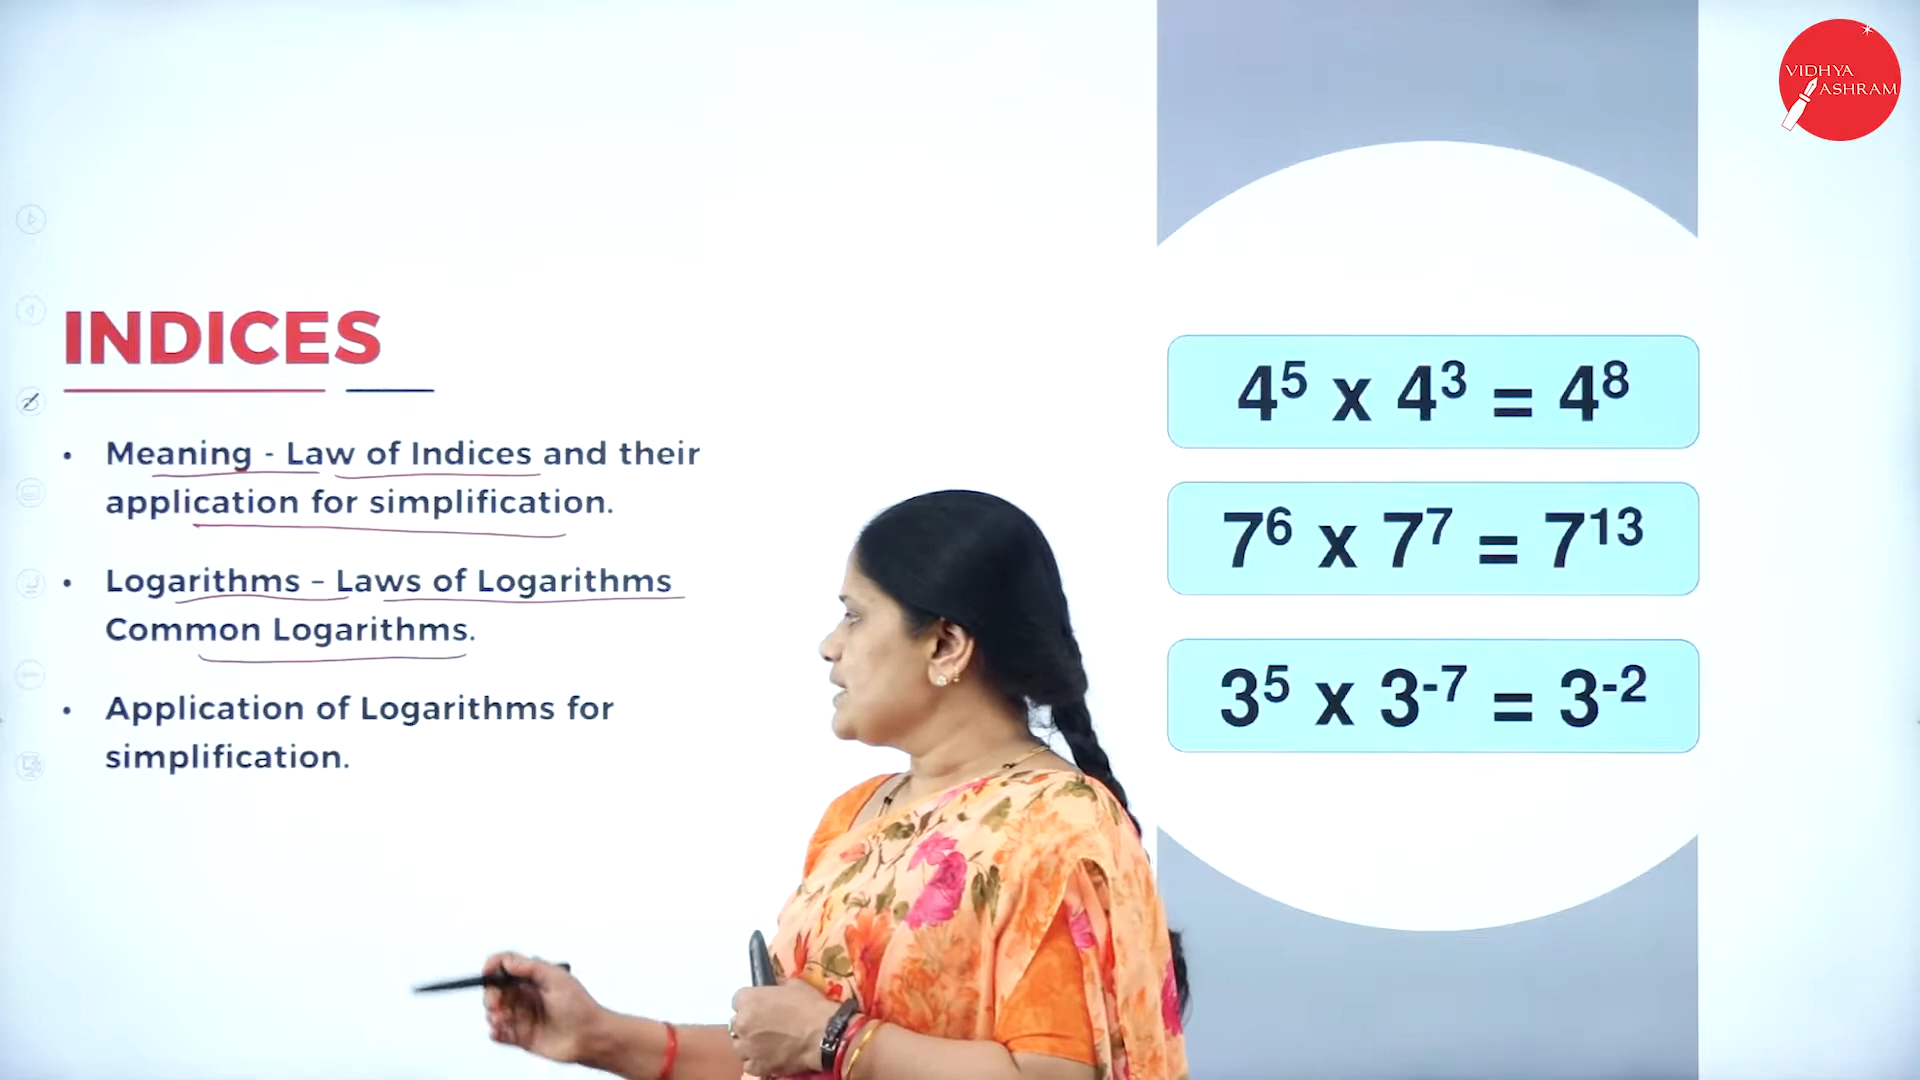 VIDHYA
ASHRAM
INDICES
• Meaning - Law of Indices and their
application for simplification.
• Logarithms – Laws of Logarithms
Common Logarithms.
• Application of Logarithms for
simplification.
4⁵ x 4³ = 4⁸
7⁶ x 7⁷ = 7¹³
3⁵ x 3⁻⁷ = 3⁻²